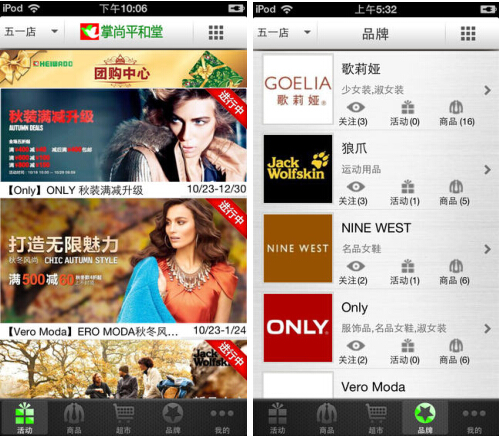 iPod 下午10:06
五一店 掌尚平和堂
HEIWADO 团购中心
进行中
秋装满减升级
AUTUMN DEALS
【Only】ONLY 秋装满减升级 10/23-12/30
进行中
打造无限魅力
秋冬风尚 CHIC AUTUMN STYLE
满500减60
【Vero Moda】ERO MODA秋冬风… 10/23-1/24
进行中
Jack Wolfskin
活动 商品 超市 品牌 我的
iPod 上午5:32
五一店 品牌
GOELIA
歌莉娅
歌莉娅
少女装,淑女装
关注(3) 活动(0) 商品 (16)
Jack Wolfskin
狼爪
运动用品
关注(3) 活动(1) 商品 (5)
NINE WEST
NINE WEST
名品女鞋
关注(2) 活动(1) 商品 (6)
ONLY
Only
服饰品,名品女鞋,淑女装
关注(2) 活动(0) 商品 (6)
Vero Moda
活动 商品 超市 品牌 我的